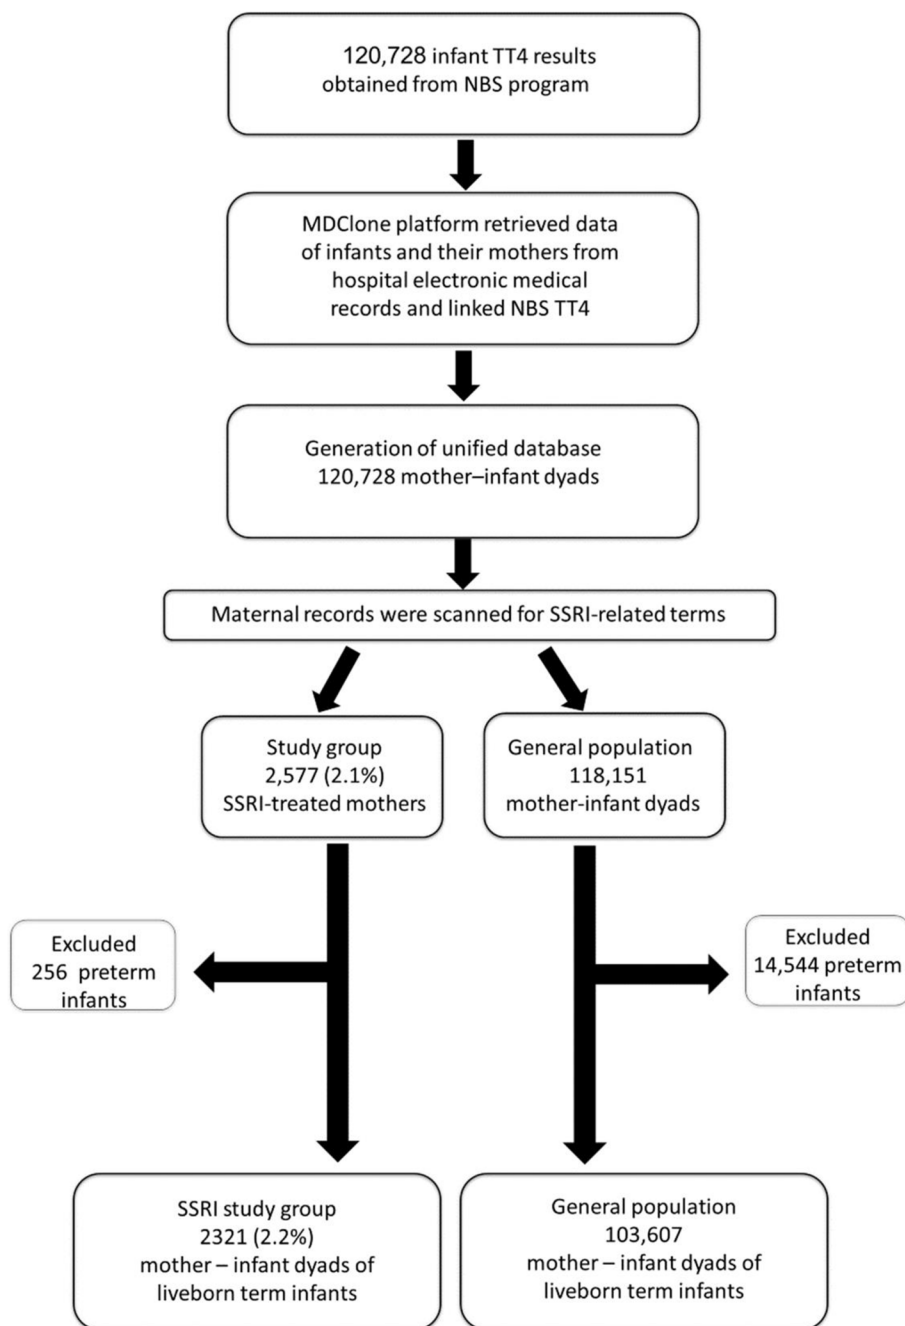 120,728 infant TT4 results
obtained from NBS program
MDClone platform retrieved data
of infants and their mothers from
hospital electronic medical
records and linked NBS TT4
Generation of unified database
120,728 mother–infant dyads
Maternal records were scanned for SSRI-related terms
Study group
2,577 (2.1%)
SSRI-treated mothers
General population
118,151
mother-infant dyads
Excluded
256 preterm
infants
Excluded
14,544 preterm
infants
SSRI study group
2321 (2.2%)
mother – infant dyads of
liveborn term infants
General population
103,607
mother – infant dyads of
liveborn term infants